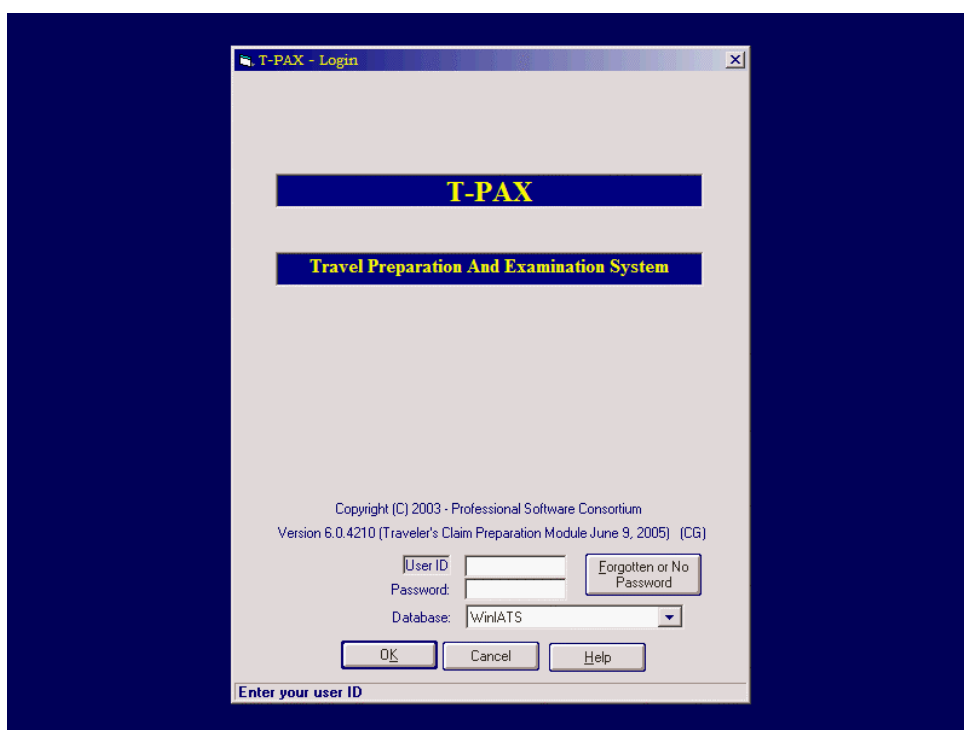 T-PAX - Login
T-PAX
Travel Preparation And Examination System
Copyright (C) 2003 - Professional Software Consortium
Version 6.0.4210 (Traveler's Claim Preparation Module June 9, 2005) (CG)
User ID
Forgotten or No
Password
Password:
Database: WinIATS
OK Cancel Help
Enter your user ID